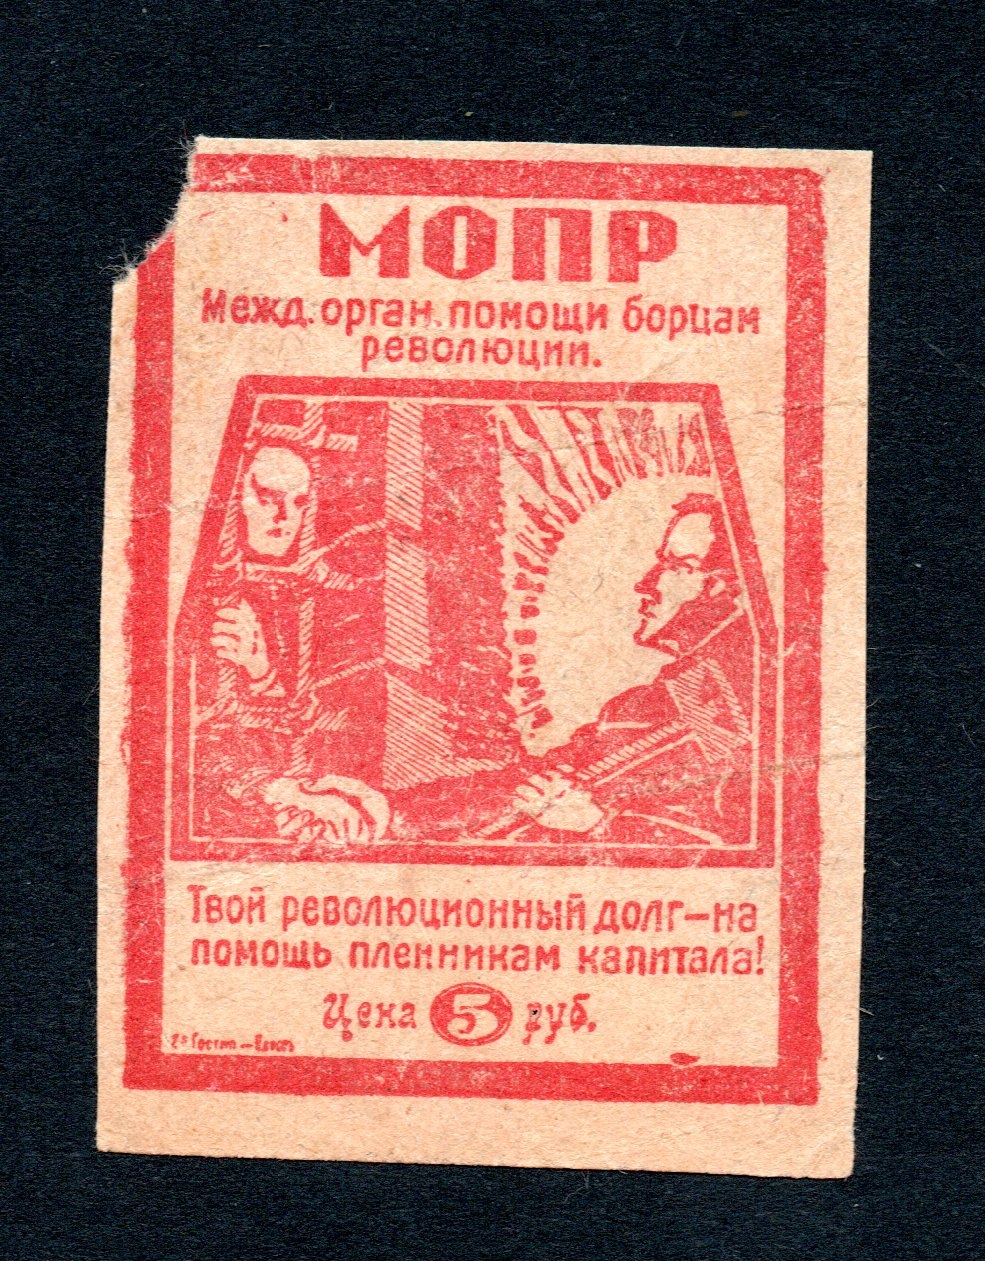 МОПР
Межд. орган. помощи борцам
революции.
Твой революционный долг — на
помощь пленникам капитала!
Цена 5 руб.